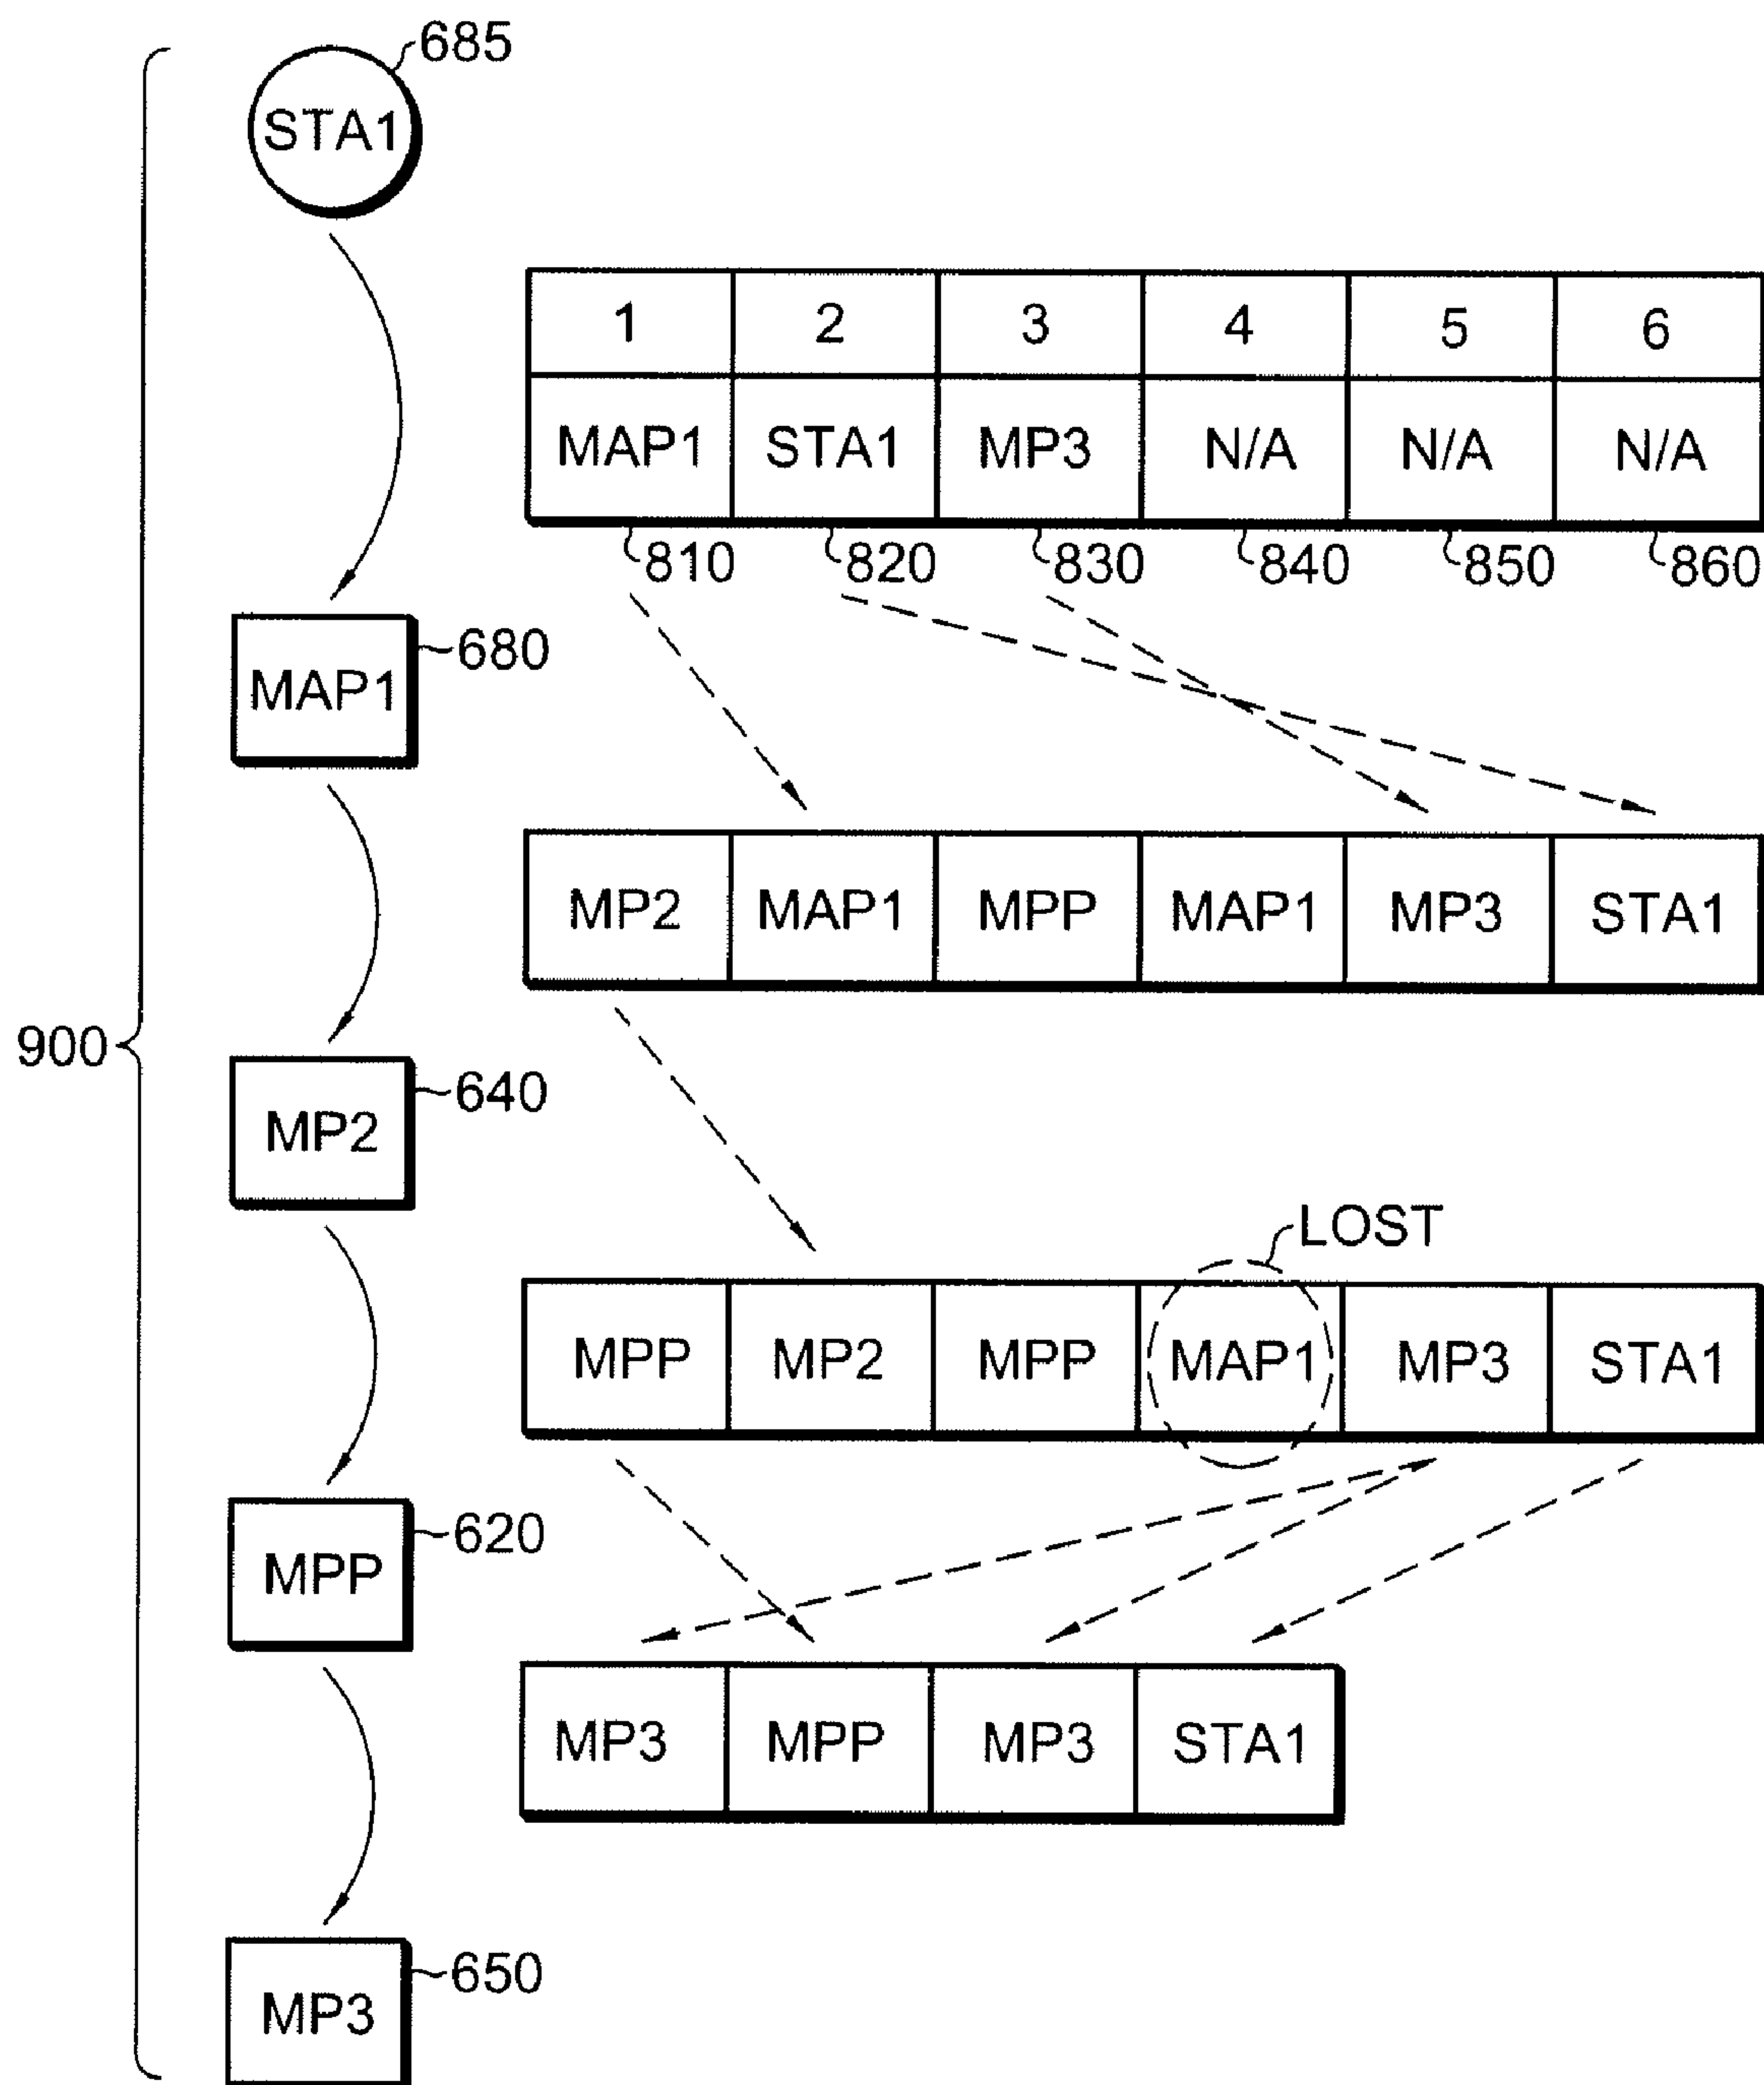 685
STA1
1 2 3 4 5 6
MAP1 STA1 MP3 N/A N/A N/A
810 820 830 840 850 860
680
MAP1
MP2 MAP1 MPP MAP1 MP3 STA1
900
640
MP2
LOST
MPP MP2 MPP MAP1 MP3 STA1
620
MPP
MP3 MPP MP3 STA1
650
MP3